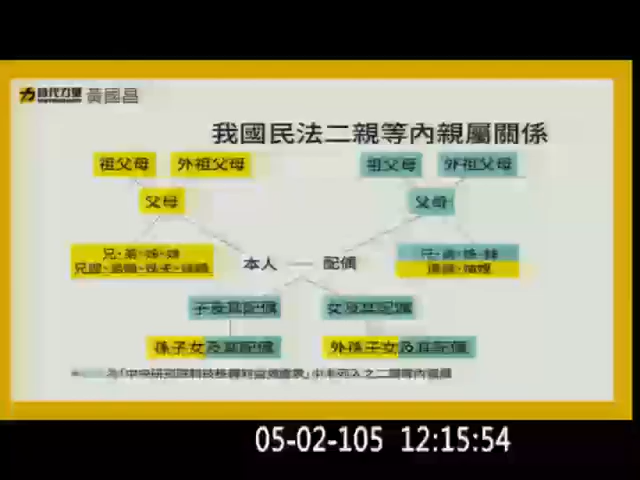 時代力量 黃國昌
我國民法二親等內親屬關係
祖父母 外祖父母 祖父母 外祖父母
父母 父母
兄、弟、姊、妹 兄、弟、姊、妹
本人 配偶
子女及其配偶 女及其配偶
孫子女及其配偶 外孫子女及其配偶
05-02-105 12:15:54